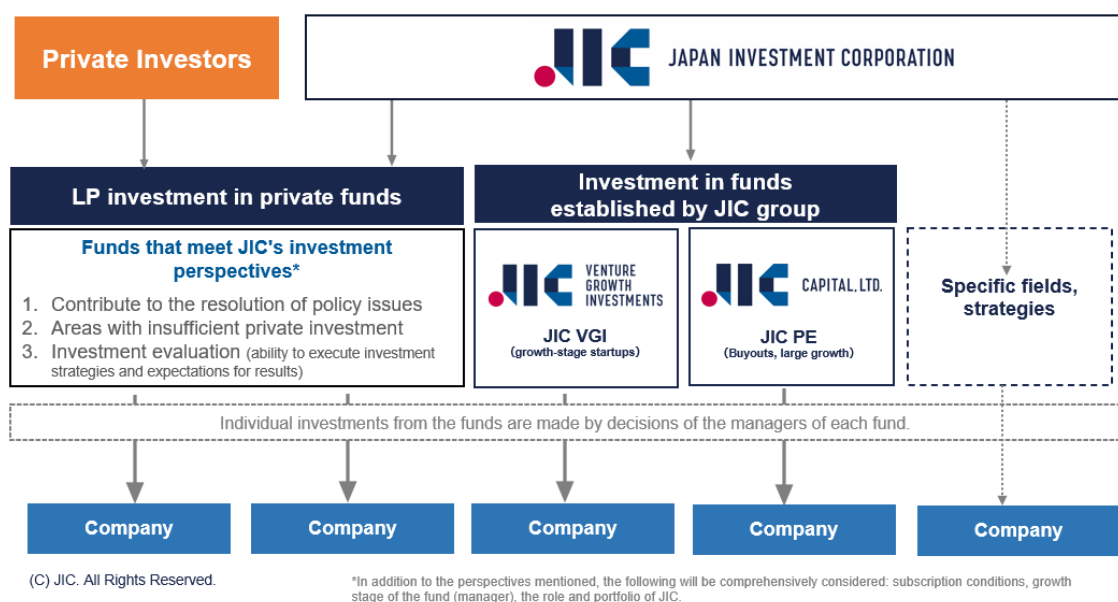 Private Investors
JIC JAPAN INVESTMENT CORPORATION
LP investment in private funds
Investment in funds
established by JIC group
Funds that meet JIC's investment
perspectives*
1. Contribute to the resolution of policy issues
2. Areas with insufficient private investment
3. Investment evaluation (ability to execute investment
strategies and expectations for results)
JIC VENTURE
GROWTH
INVESTMENTS
JIC VGI
(growth-stage startups)
JIC CAPITAL, LTD.
JIC PE
(Buyouts, large growth)
Specific fields,
strategies
Individual investments from the funds are made by decisions of the managers of each fund.
Company
Company
Company
Company
Company
(C) JIC. All Rights Reserved.
*In addition to the perspectives mentioned, the following will be comprehensively considered: subscription conditions, growth
stage of the fund (manager), the role and portfolio of JIC.